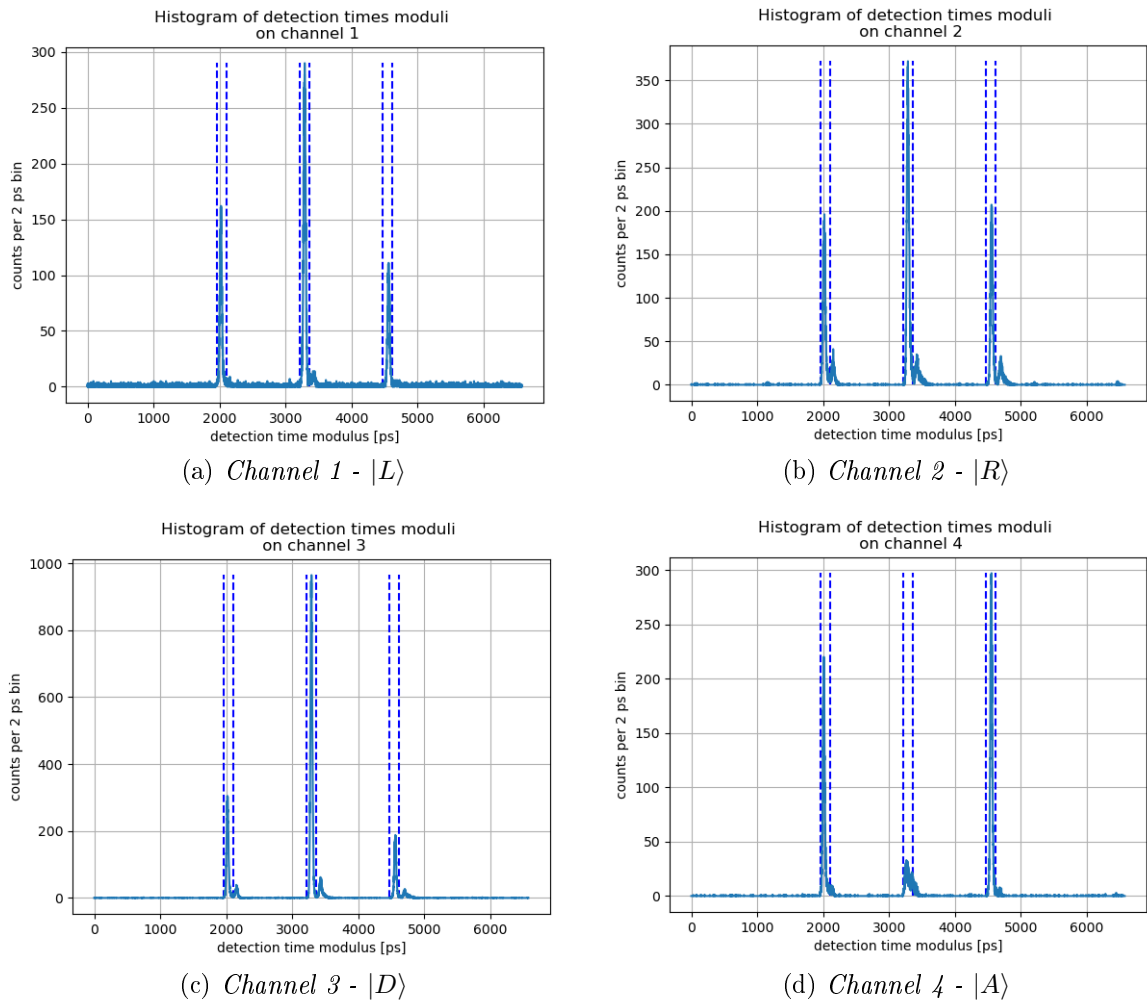 Histogram of detection times moduli
on channel 1
300
250
200
150
100
50
0
counts per 2 ps bin
0 1000 2000 3000 4000 5000 6000
detection time modulus [ps]
(a) Channel 1 - |L⟩
Histogram of detection times moduli
on channel 2
350
300
250
200
150
100
50
0
counts per 2 ps bin
0 1000 2000 3000 4000 5000 6000
detection time modulus [ps]
(b) Channel 2 - |R⟩
Histogram of detection times moduli
on channel 3
1000
800
600
400
200
0
counts per 2 ps bin
0 1000 2000 3000 4000 5000 6000
detection time modulus [ps]
(c) Channel 3 - |D⟩
Histogram of detection times moduli
on channel 4
300
250
200
150
100
50
0
counts per 2 ps bin
0 1000 2000 3000 4000 5000 6000
detection time modulus [ps]
(d) Channel 4 - |A⟩